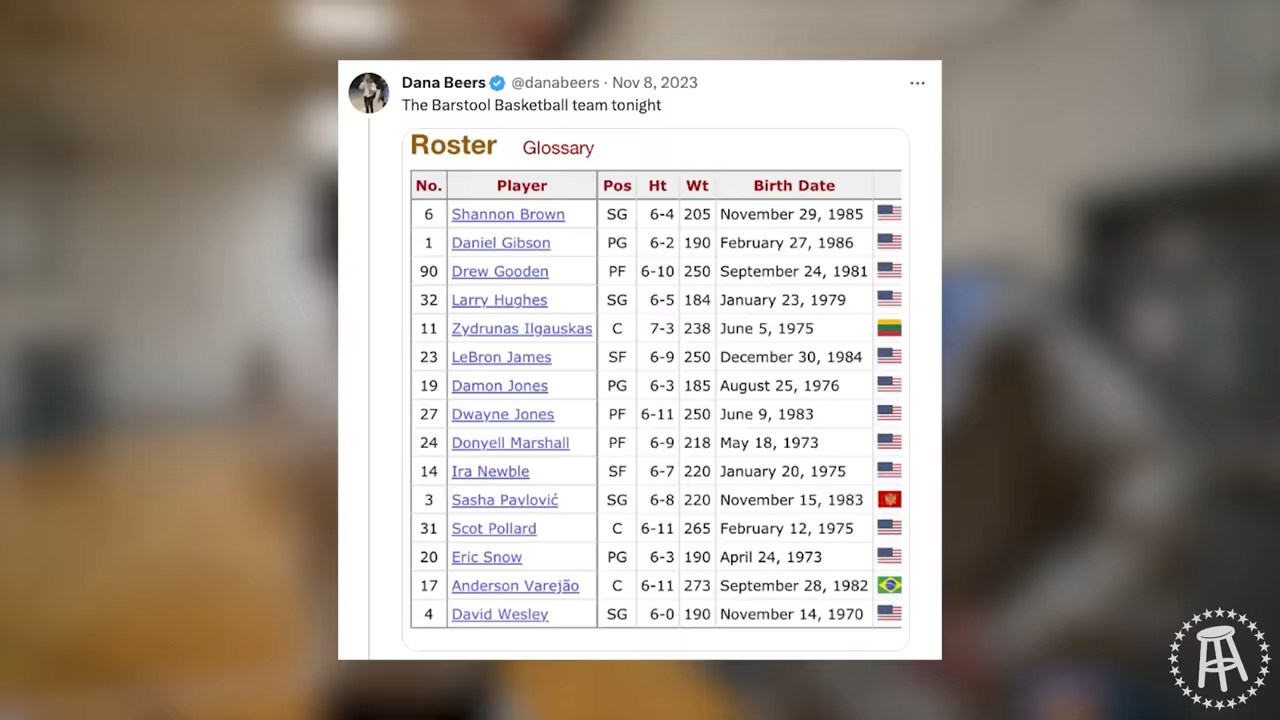 Dana Beers @danabeers · Nov 8, 2023
The Barstool Basketball team tonight
Roster Glossary
No. Player Pos Ht Wt Birth Date
6 Shannon Brown SG 6-4 205 November 29, 1985
1 Daniel Gibson PG 6-2 190 February 27, 1986
90 Drew Gooden PF 6-10 250 September 24, 1981
32 Larry Hughes SG 6-5 184 January 23, 1979
11 Zydrunas Ilgauskas C 7-3 238 June 5, 1975
23 LeBron James SF 6-9 250 December 30, 1984
19 Damon Jones PG 6-3 185 August 25, 1976
27 Dwayne Jones PF 6-11 250 June 9, 1983
24 Donyell Marshall PF 6-9 218 May 18, 1973
14 Ira Newble SF 6-7 220 January 20, 1975
3 Sasha Pavlović SG 6-8 220 November 15, 1983
31 Scot Pollard C 6-11 265 February 12, 1975
20 Eric Snow PG 6-3 190 April 24, 1973
17 Anderson Varejão C 6-11 273 September 28, 1982
4 David Wesley SG 6-0 190 November 14, 1970